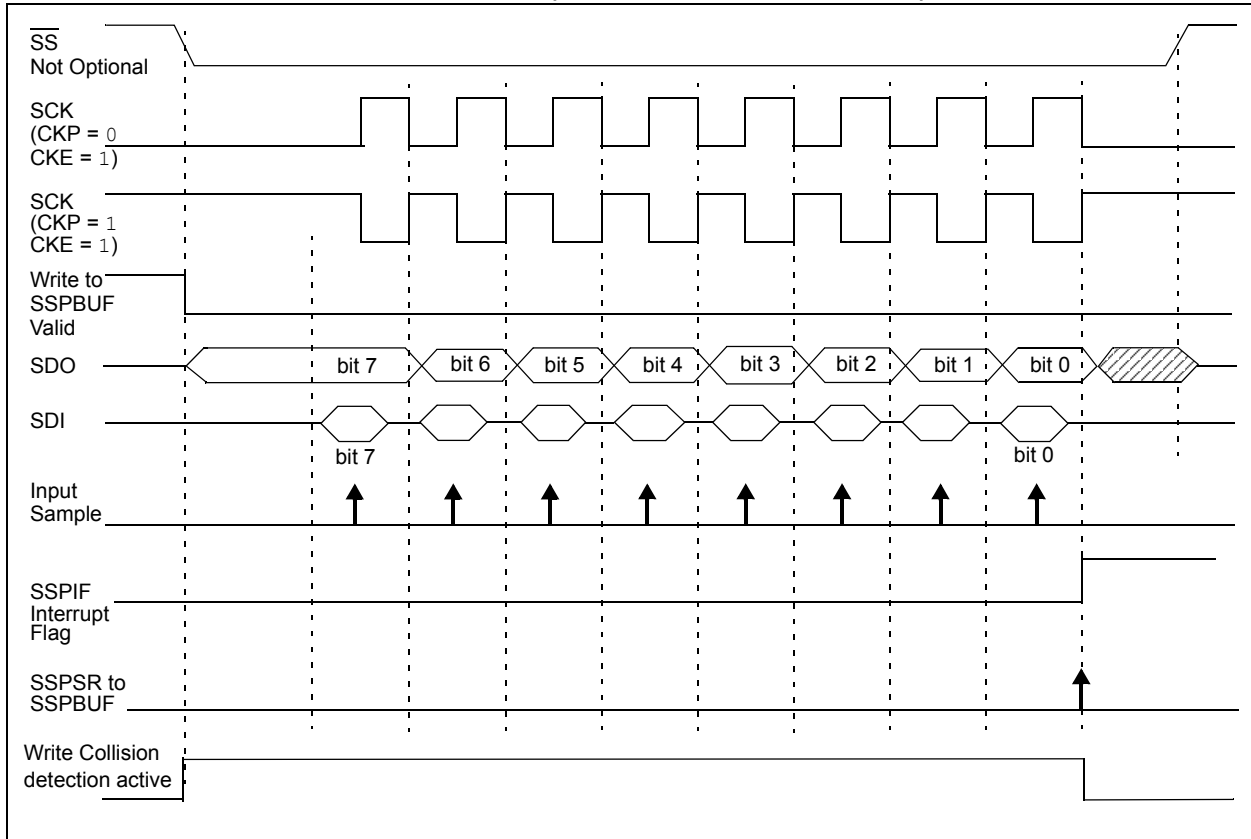 SS
Not Optional
SCK
(CKP = 0
CKE = 1)
SCK
(CKP = 1
CKE = 1)
Write to
SSPBUF
Valid
SDO
bit 7 bit 6 bit 5 bit 4 bit 3 bit 2 bit 1 bit 0
SDI
bit 7 bit 0
Input
Sample
SSPIF
Interrupt
Flag
SSPSR to
SSPBUF
Write Collision
detection active